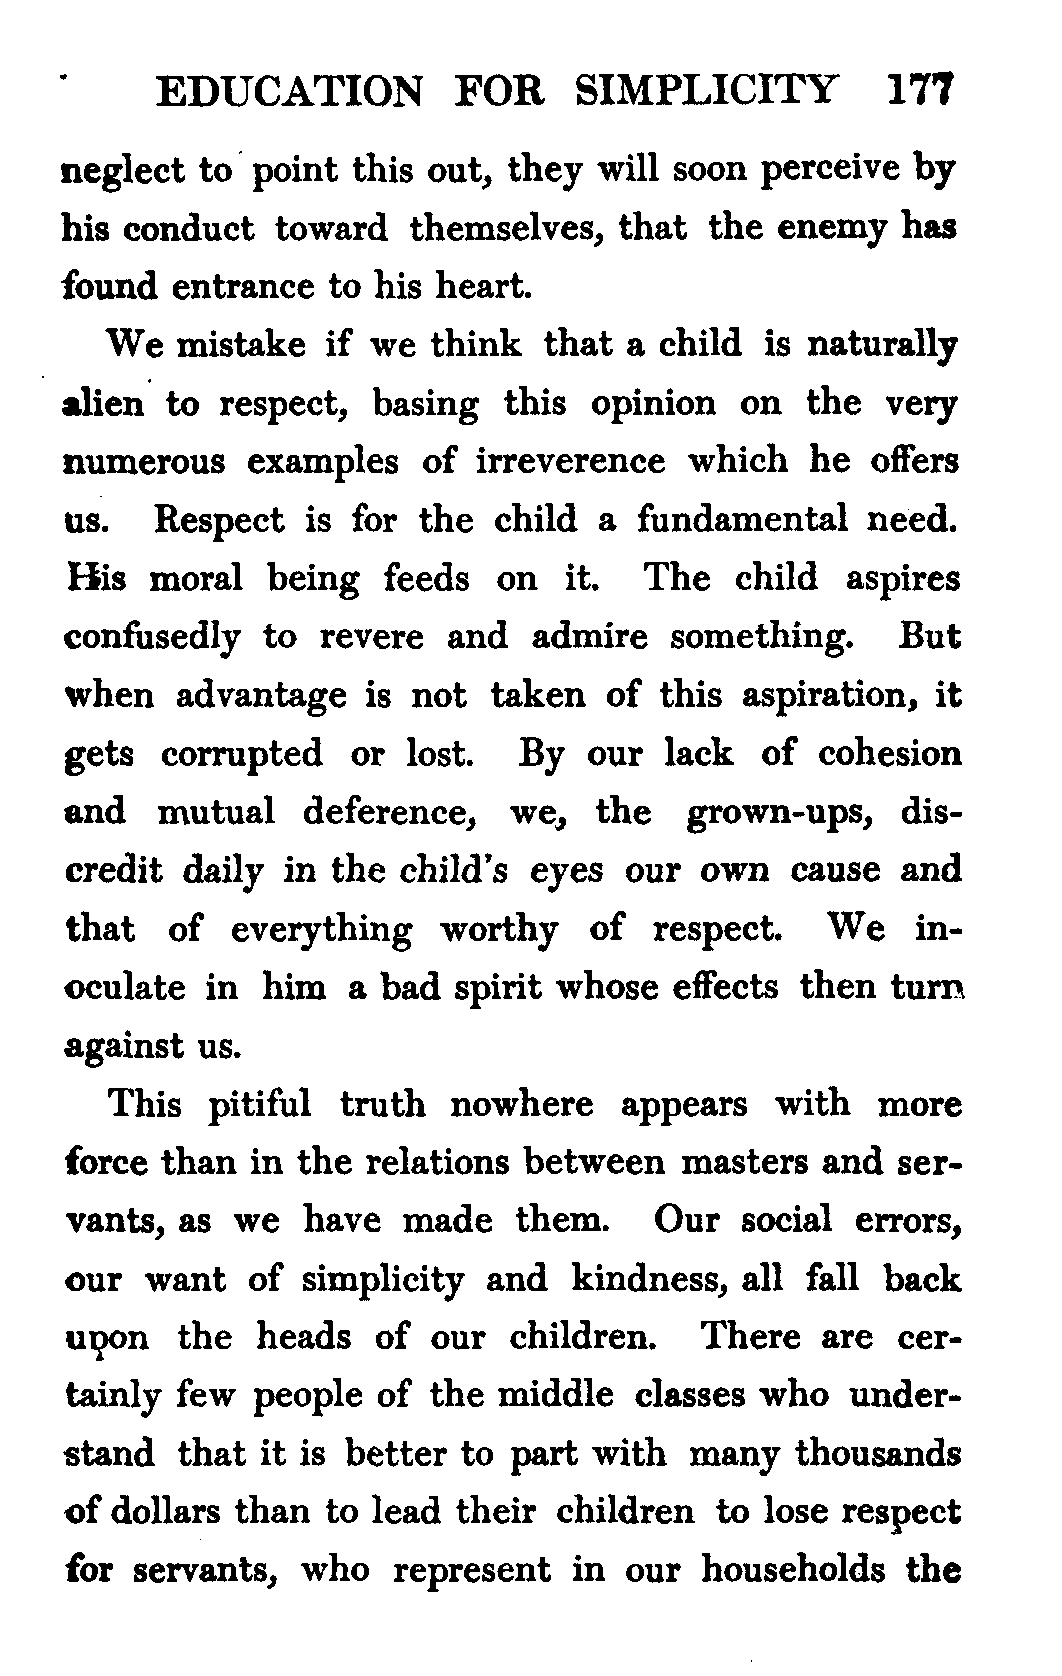 EDUCATION FOR SIMPLICITY 177
neglect to point this out, they will soon perceive by
his conduct toward themselves, that the enemy has
found entrance to his heart.
We mistake if we think that a child is naturally
alien to respect, basing this opinion on the very
numerous examples of irreverence which he offers
us. Respect is for the child a fundamental need.
His moral being feeds on it. The child aspires
confusedly to revere and admire something. But
when advantage is not taken of this aspiration, it
gets corrupted or lost. By our lack of cohesion
and mutual deference, we, the grown-ups, dis-
credit daily in the child's eyes our own cause and
that of everything worthy of respect. We in-
oculate in him a bad spirit whose effects then turn
against us.
This pitiful truth nowhere appears with more
force than in the relations between masters and ser-
vants, as we have made them. Our social errors,
our want of simplicity and kindness, all fall back
upon the heads of our children. There are cer-
tainly few people of the middle classes who under-
stand that it is better to part with many thousands
of dollars than to lead their children to lose respect
for servants, who represent in our households the